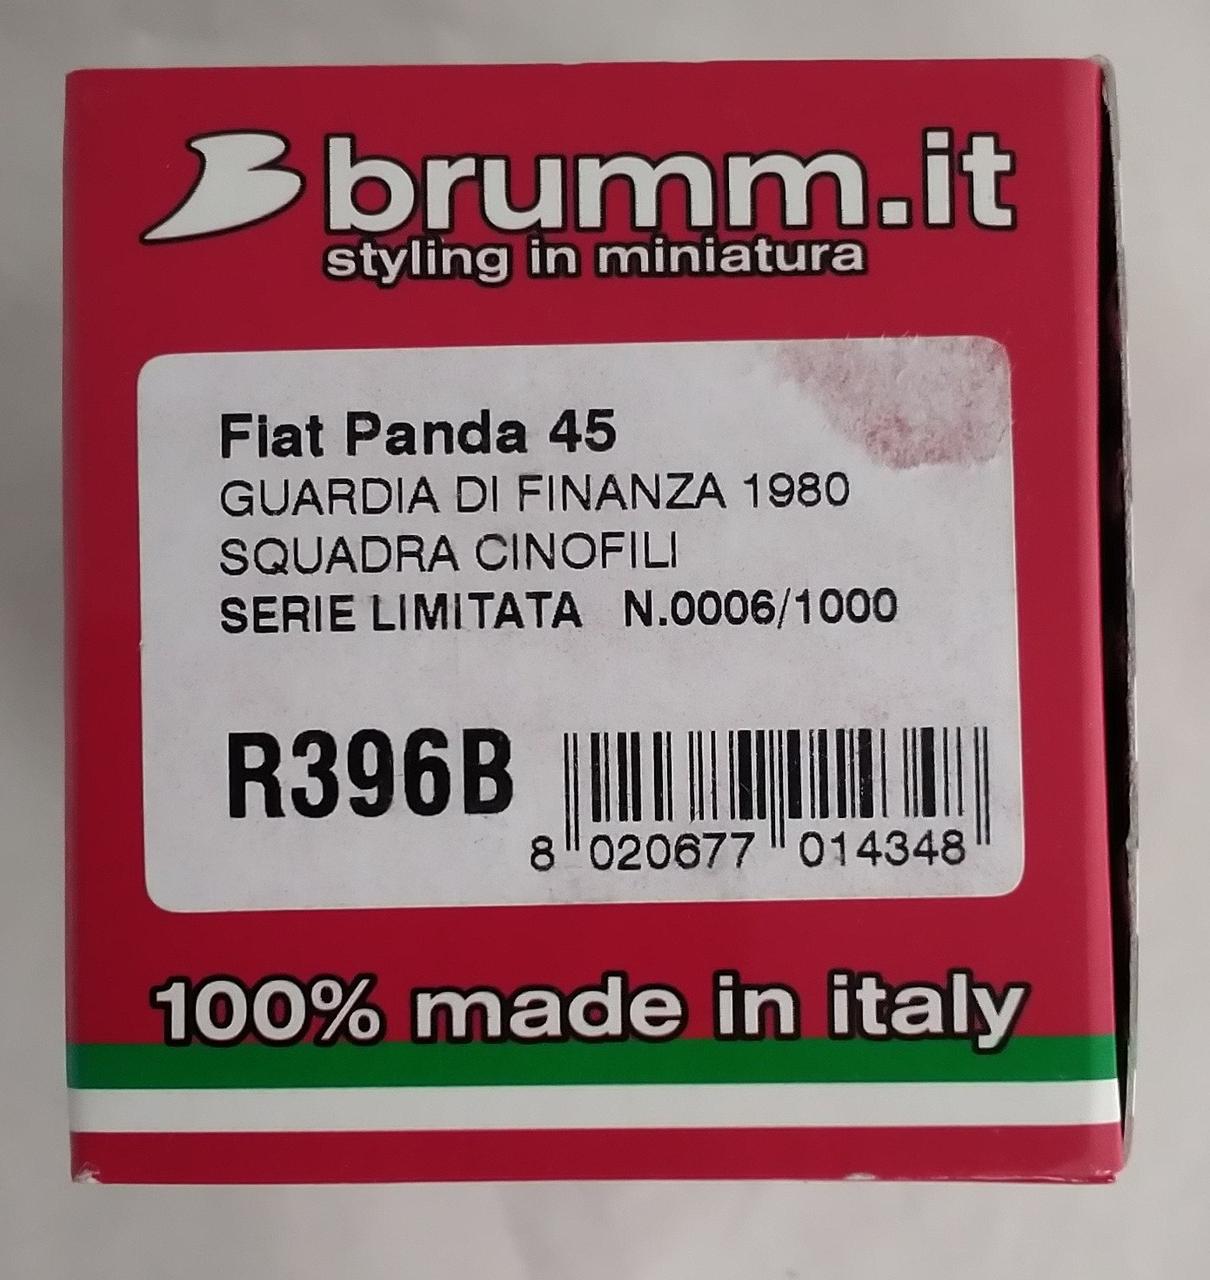 brumm.it
styling in miniatura
Fiat Panda 45
GUARDIA DI FINANZA 1980
SQUADRA CINOFILI
SERIE LIMITATA N.0006/1000
R396B
8 020677 014348
100% made in italy